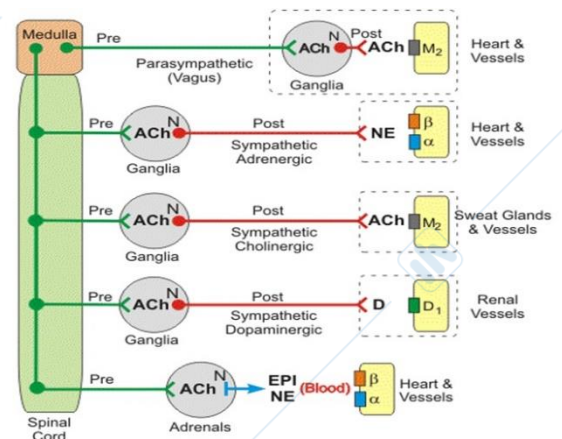 Medulla
Pre
Parasympathetic
(Vagus)
ACh
N
Post
ACh
M2
Ganglia
Heart &
Vessels
Pre
ACh
N
Ganglia
Post
Sympathetic
Adrenergic
NE
β
α
Heart &
Vessels
Pre
ACh
N
Ganglia
Post
Sympathetic
Cholinergic
ACh
M2
Sweat Glands
& Vessels
Pre
ACh
N
Ganglia
Post
Sympathetic
Dopaminergic
D
D1
Renal
Vessels
Pre
ACh
N
Adrenals
EPI
NE (Blood)
β
α
Heart &
Vessels
Spinal
Cord